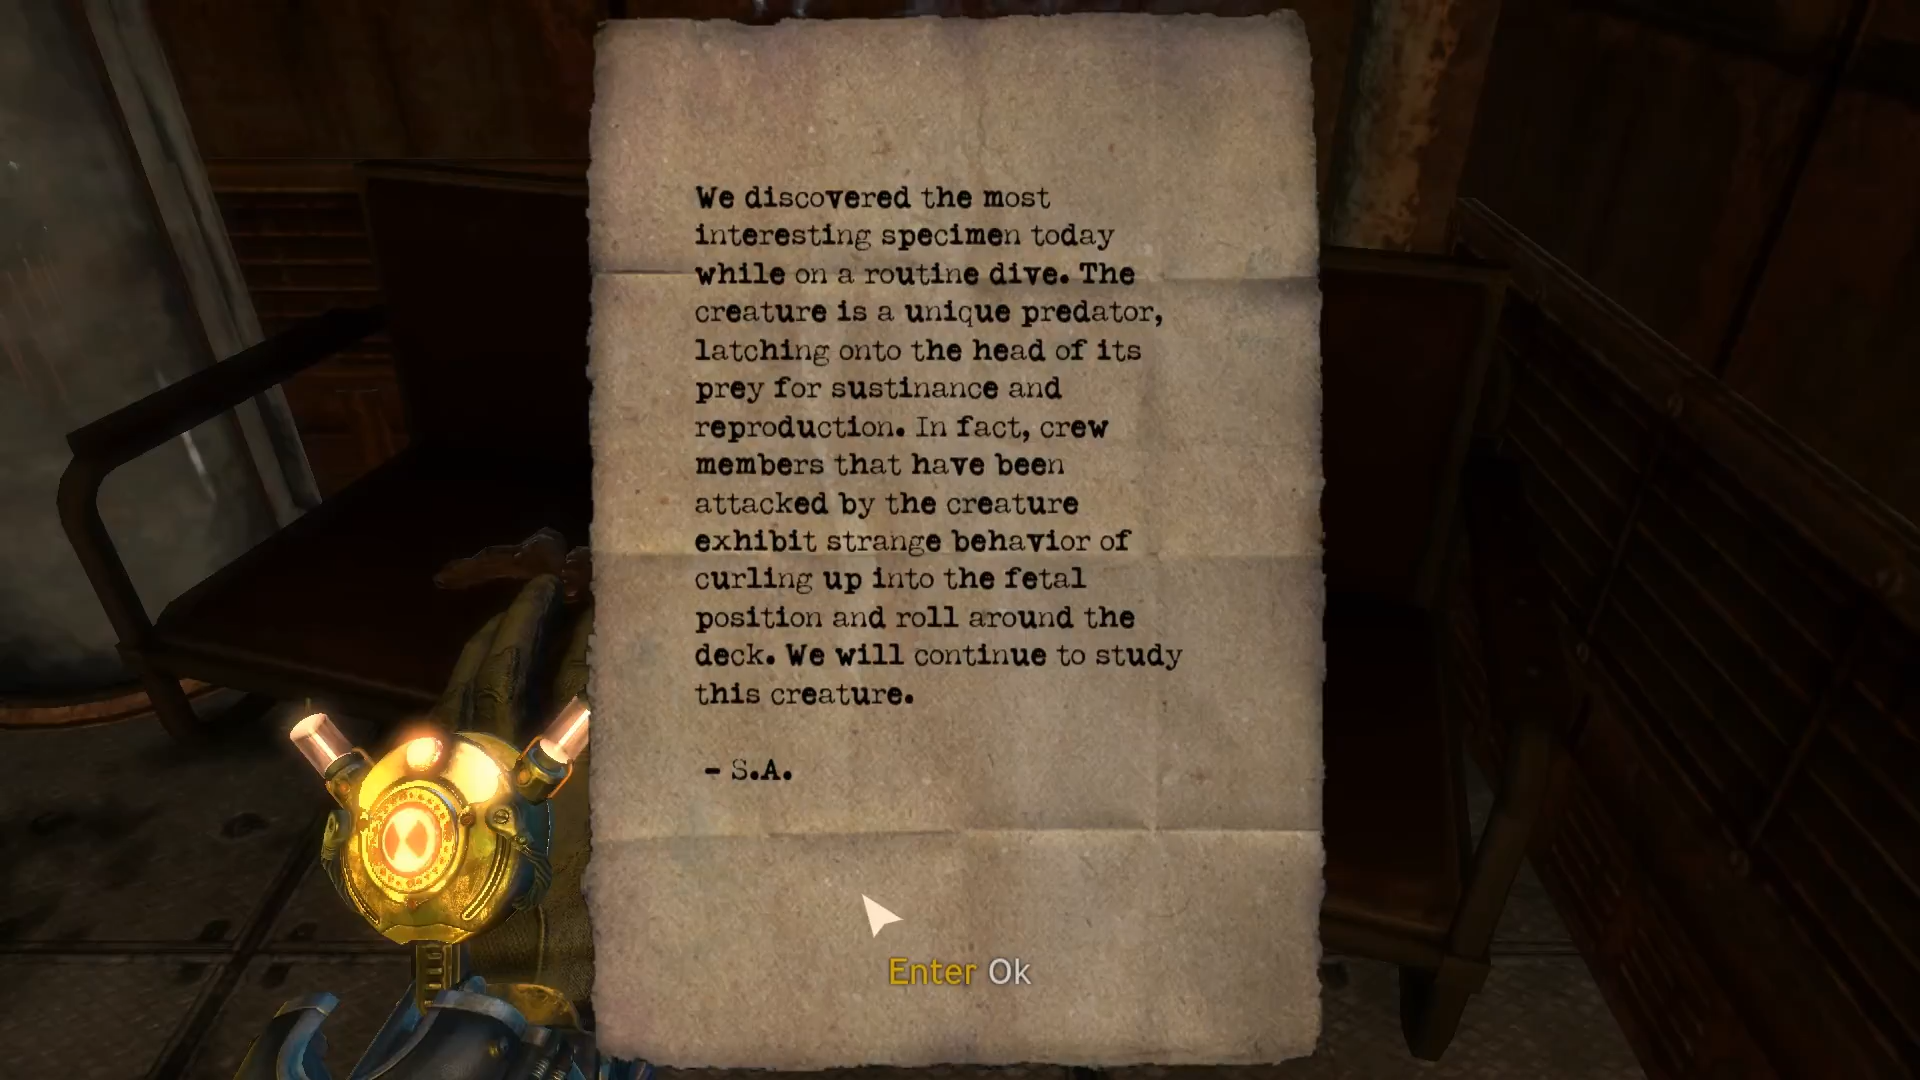 We discovered the most
interesting specimen today
while on a routine dive. The
creature is a unique predator,
latching onto the head of its
prey for sustinance and
reproduction. In fact, crew
members that have been
attacked by the creature
exhibit strange behavior of
curling up into the fetal
position and roll around the
deck. We will continue to study
this creature.
- S.A.
Enter Ok